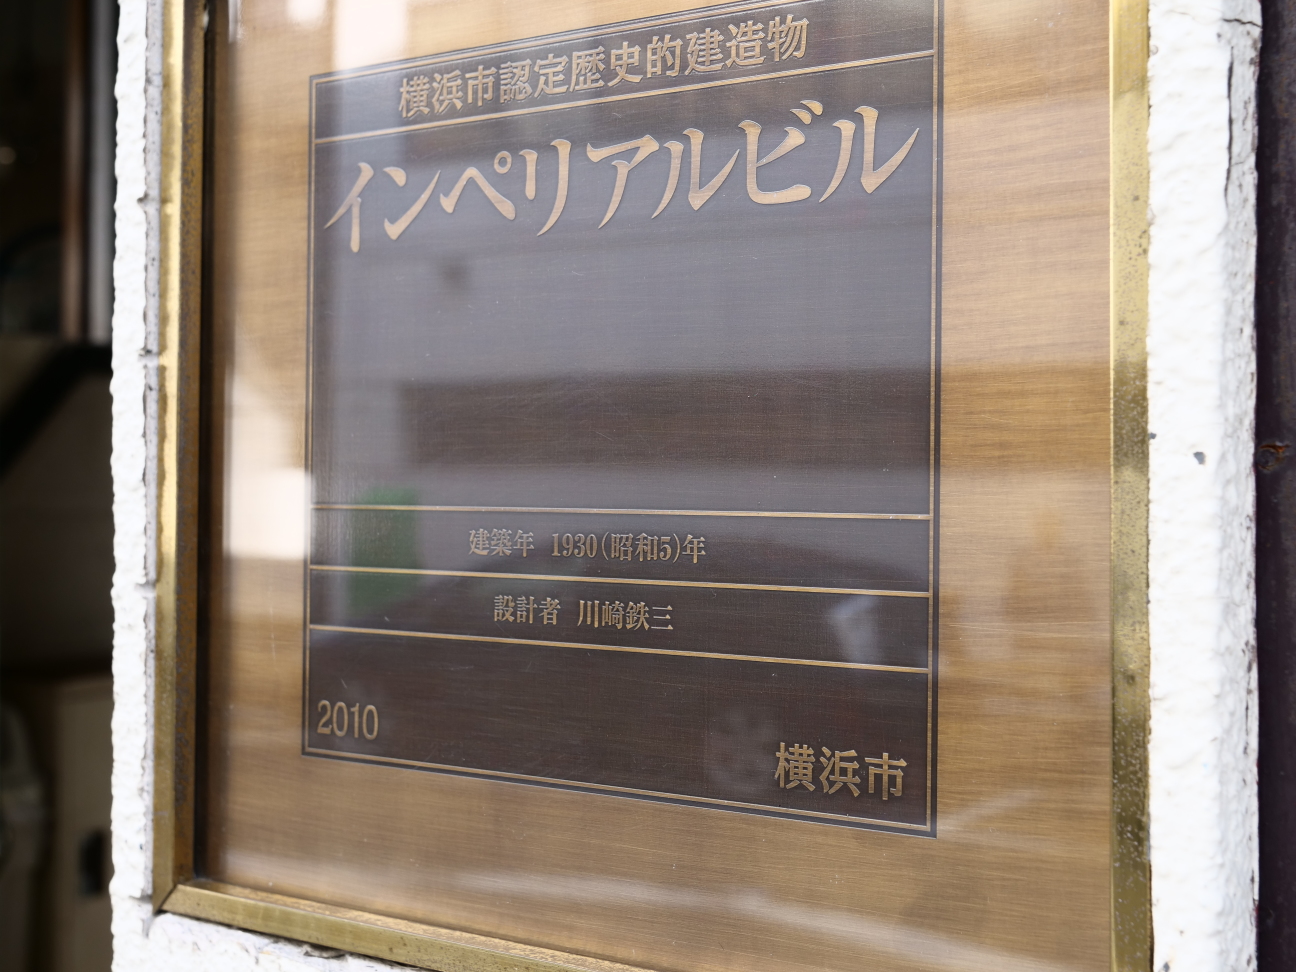 横浜市認定歴史的建造物
インペリアルビル
建築年 1930(昭和5)年
設計者 川崎鉄三
2010
横浜市